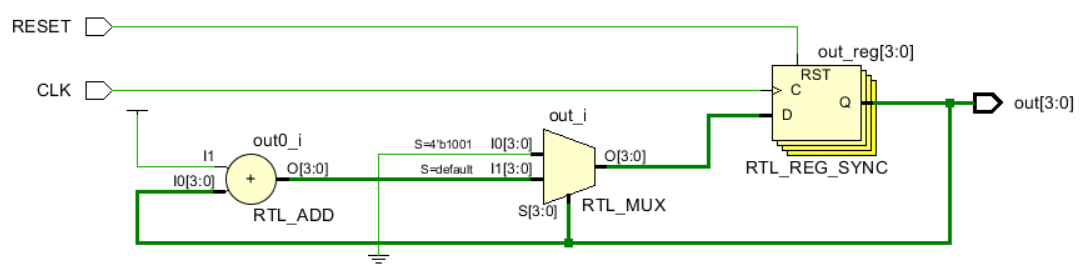 RESET
out_reg[3:0]
RST
CLK
C
Q
out[3:0]
D
out_i
out0_i
S=4'b1001
I0[3:0]
I1
O[3:0]
S=default
I1[3:0]
O[3:0]
RTL_REG_SYNC
I0[3:0]
+
S[3:0]
RTL_MUX
RTL_ADD